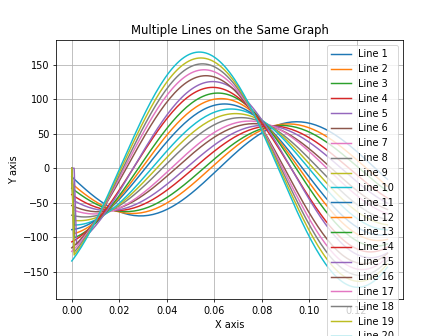 Multiple Lines on the Same Graph
Y axis
150
100
50
0
−50
−100
−150
0.00
0.02
0.04
0.06
0.08
0.10
X axis
Line 1
Line 2
Line 3
Line 4
Line 5
Line 6
Line 7
Line 8
Line 9
Line 10
Line 11
Line 12
Line 13
Line 14
Line 15
Line 16
Line 17
Line 18
Line 19
Line 20